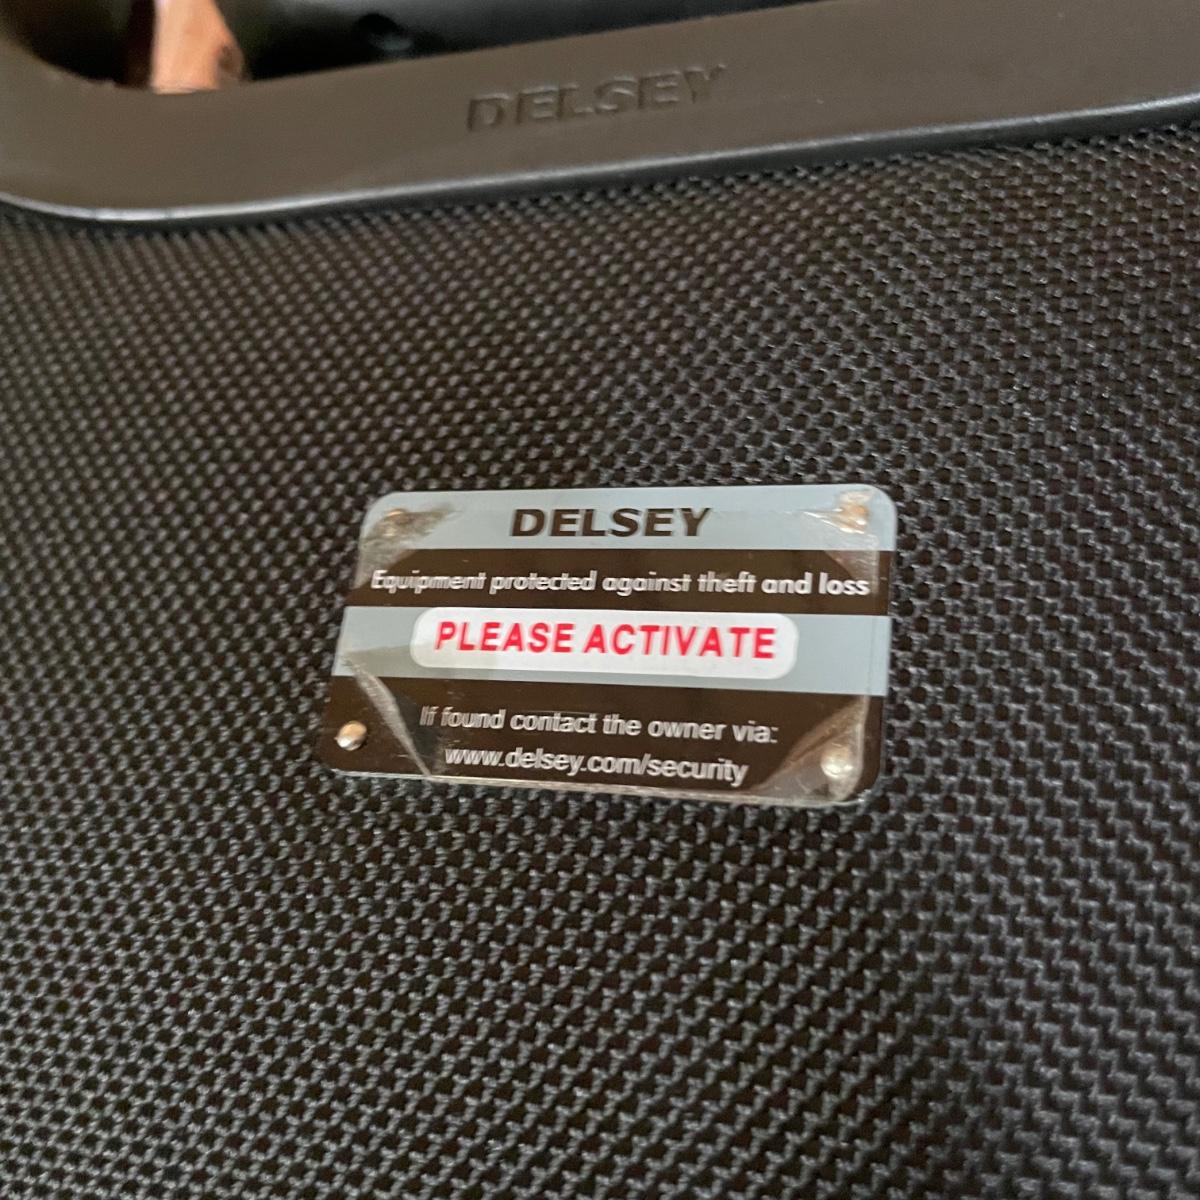 DELSEY
DELSEY
Equipment protected against theft and loss
PLEASE ACTIVATE
If found contact the owner via:
www.delsey.com/security